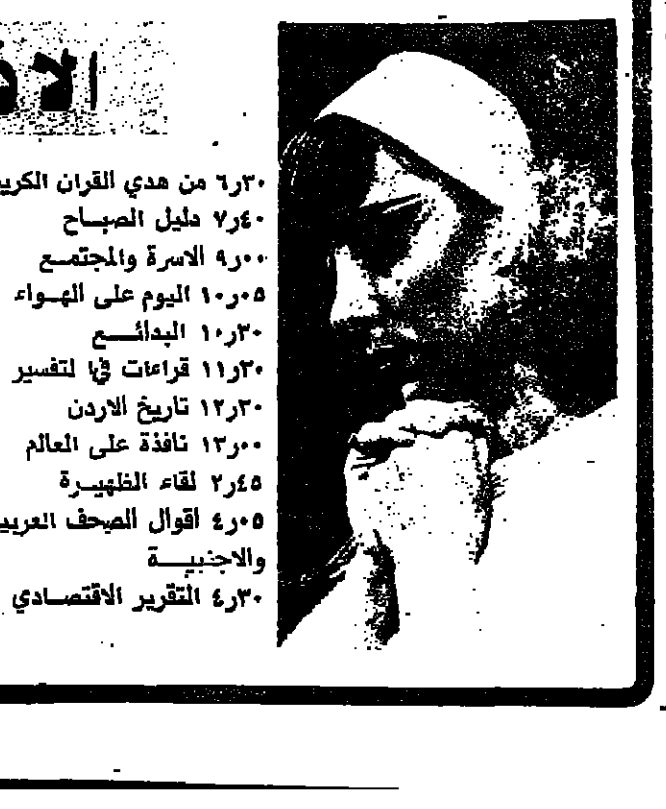 ٦٫٣٠ من هدي القران الكريم
٧٫٤٠ دليل الصباح
٩٫٠٠ الاسرة والمجتمع
١٠٫٠٥ اليوم على الهواء
١٠٫٣٠ البدائع
١١٫٣٠ قراءات في التفسير
١٢٫٣٠ تاريخ الاردن
١٣٫٠٠ نافذة على العالم
٢٫٤٥ لقاء الظهيرة
٤٫٠٥ اقوال الصحف العربية
والاجنبية
٤٫٣٠ التقرير الاقتصادي